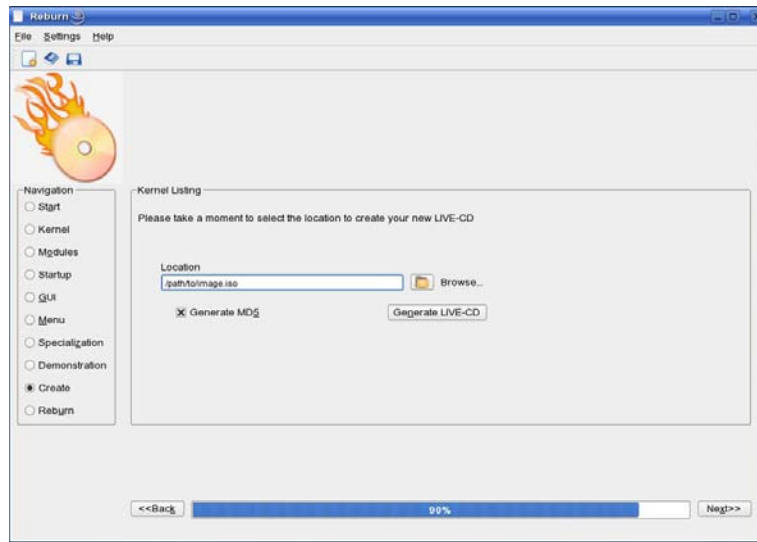 Reburn
File Settings Help
Navigation
Start
Kernel
Modules
Startup
GUI
Menu
Specialization
Demonstration
Create
Reburn
Kernel Listing
Please take a moment to select the location to create your new LIVE-CD
Location
/path/to/image.iso
Browse...
Generate MD5
Generate LIVE-CD
<<Back
90%
Next>>